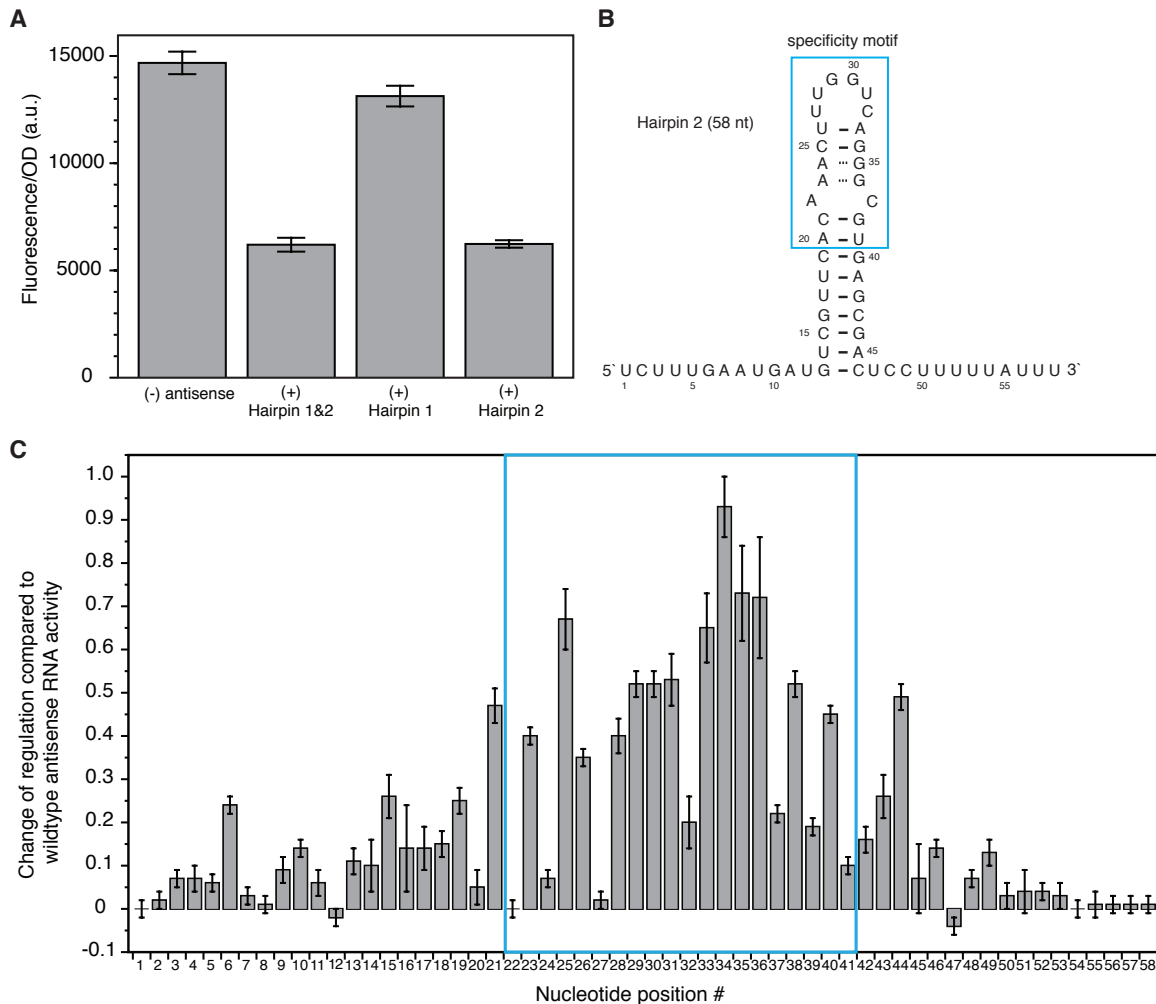 A
15000
10000
5000
0
Fluorescence/OD (a.u.)
(-) antisense
(+)
Hairpin 1&2
(+)
Hairpin 1
(+)
Hairpin 2
B
specificity motif
Hairpin 2 (58 nt)
30
G G
U U
U C
U – A
25 C – G
A ··· G 35
A ··· G
A C
C – G
20 A – U
C – G 40
U – A
U – G
G – C
15 C – G
U – A 45
5` U C U U U G A A U G A U G – C U C C U U U U U A U U U 3`
1 5 10 50 55
C
1.0
0.9
0.8
0.7
0.6
0.5
0.4
0.3
0.2
0.1
0
-0.1
Change of regulation compared to
wildtype antisense RNA activity
1 2 3 4 5 6 7 8 9 10 11 12 13 14 15 16 17 18 19 20 21 22 23 24 25 26 27 28 29 30 31 32 33 34 35 36 37 38 39 40 41 42 43 44 45 46 47 48 49 50 51 52 53 54 55 56 57 58
Nucleotide position #